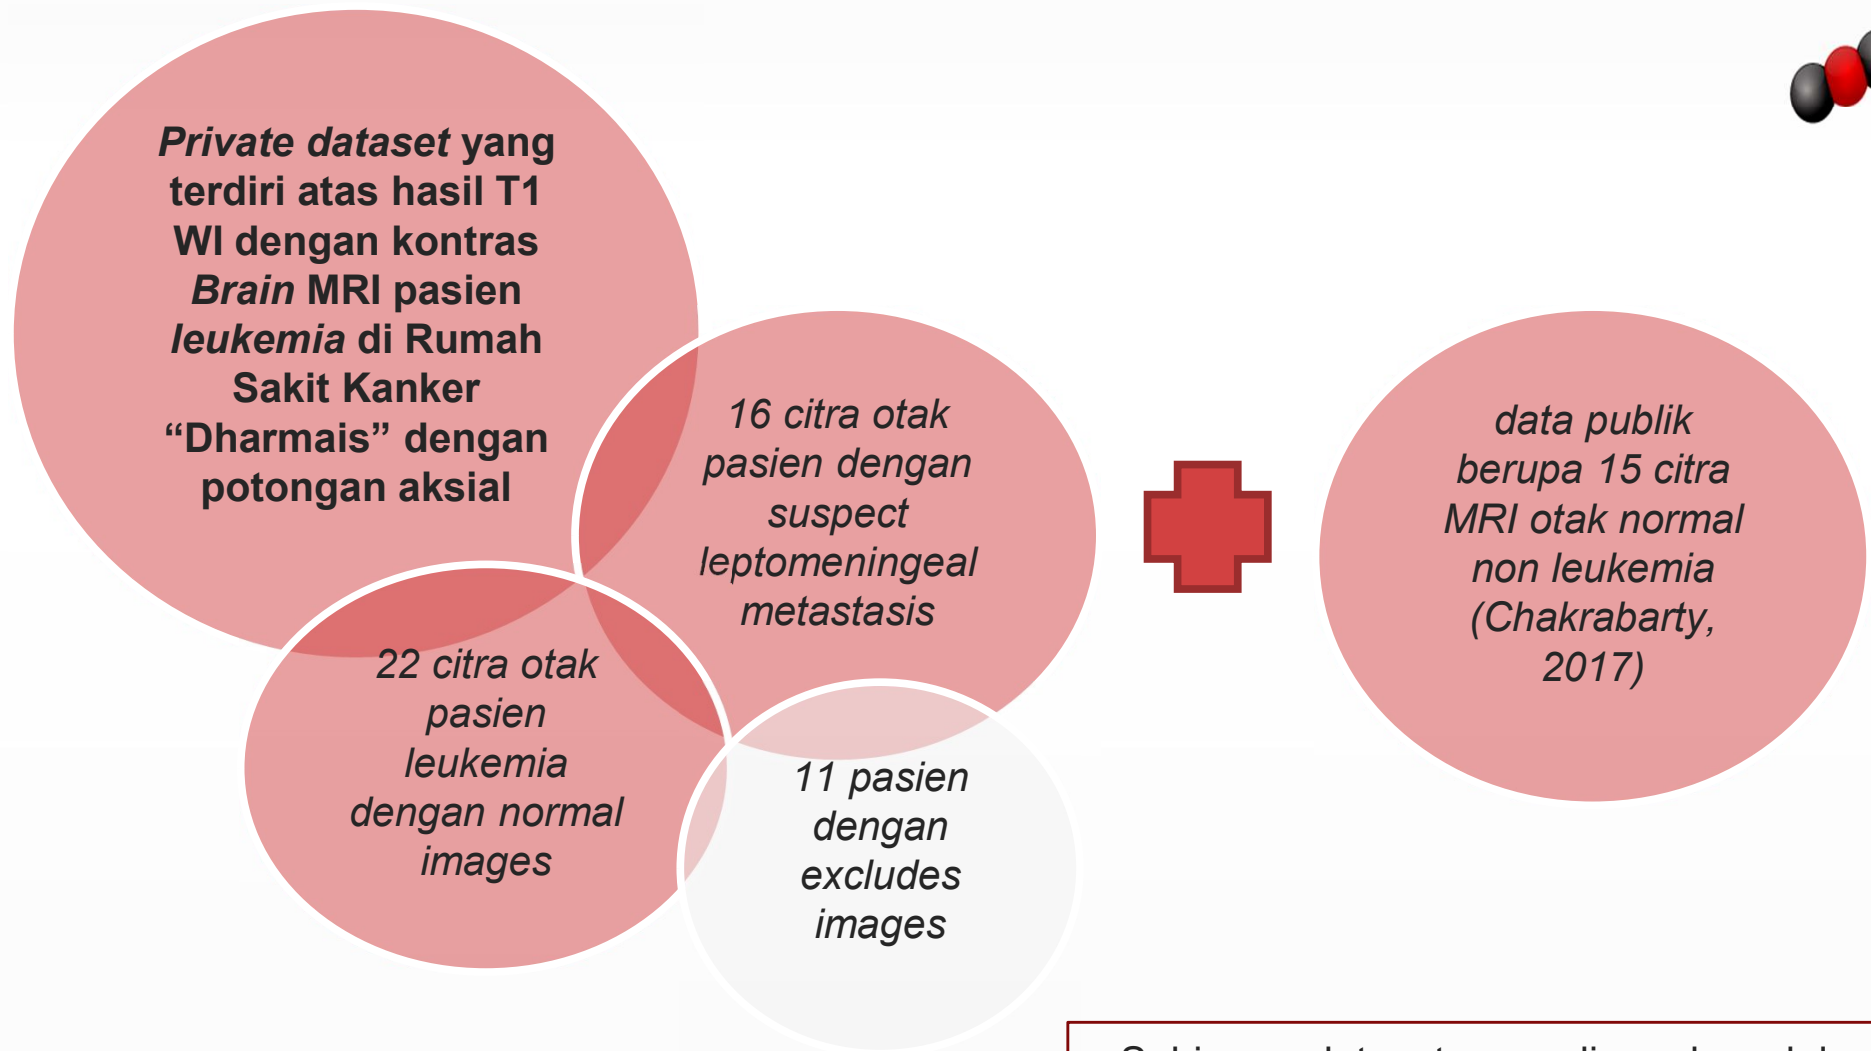 Private dataset yang
terdiri atas hasil T1
WI dengan kontras
Brain MRI pasien
leukemia di Rumah
Sakit Kanker
“Dharmais” dengan
potongan aksial
16 citra otak
pasien dengan
suspect
leptomeningeal
metastasis
22 citra otak
pasien
leukemia
dengan normal
images
11 pasien
dengan
excludes
images
data publik
berupa 15 citra
MRI otak normal
non leukemia
(Chakrabarty,
2017)